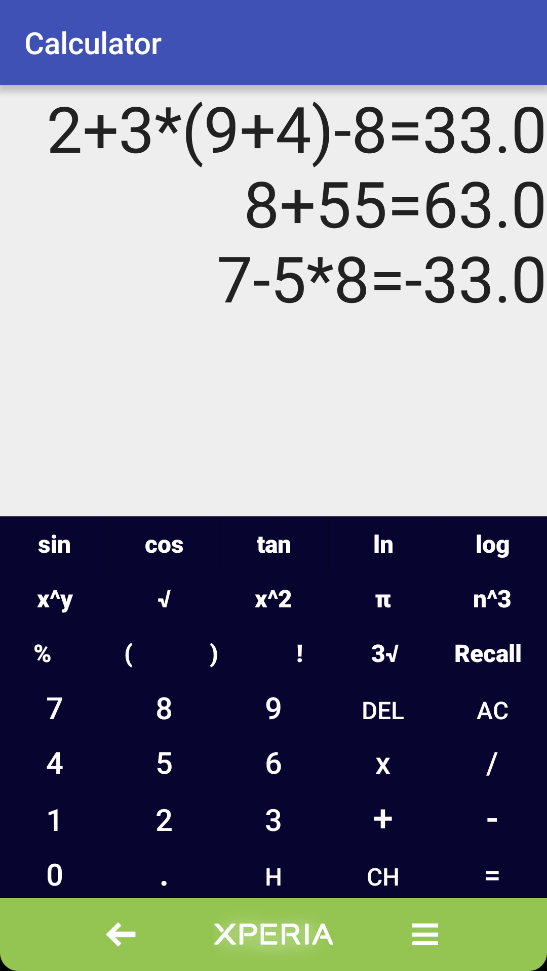 Calculator
2+3*(9+4)-8=33.0
8+55=63.0
7-5*8=-33.0
sin cos tan ln log
x^y √ x^2 π n^3
% ( ) ! 3√ Recall
7 8 9 DEL AC
4 5 6 x /
1 2 3 + -
0 . H CH =
XPERIA